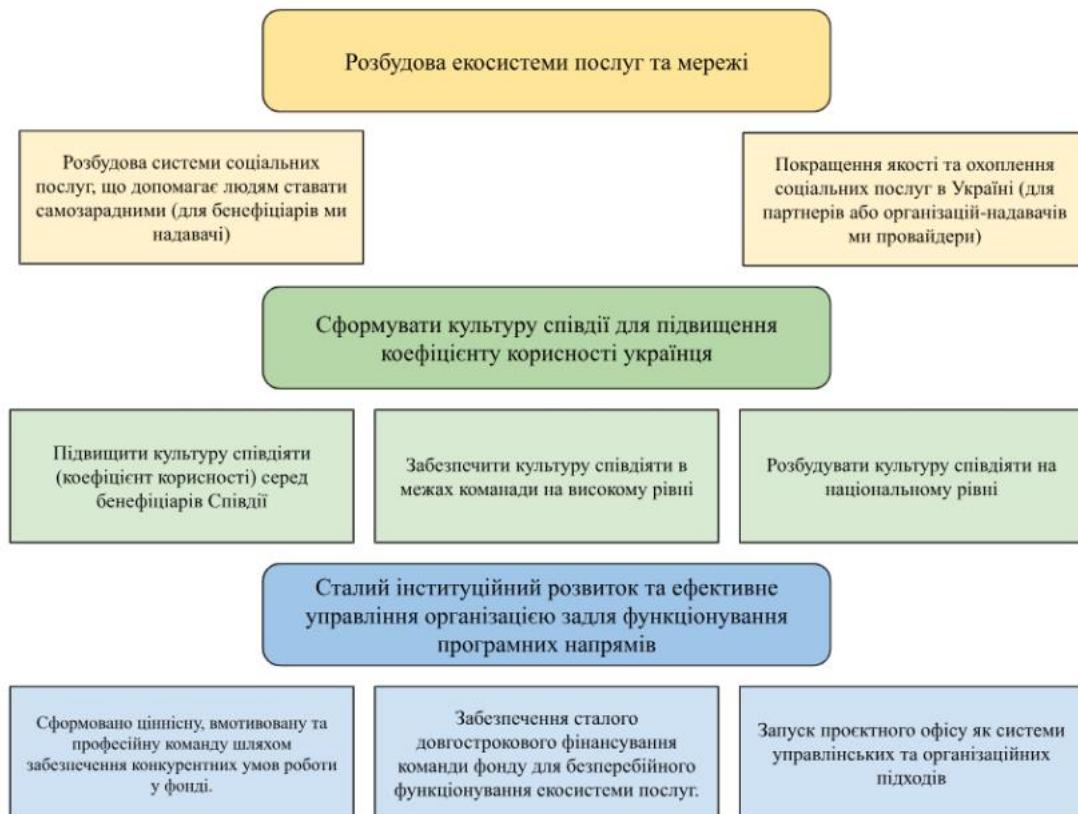 Розбудова екосистеми послуг та мережі
Розбудова системи соціальних
послуг, що допомагає людям ставати
самозарадними (для бенефіціарів ми
надавачі)
Покращення якості та охоплення
соціальних послуг в Україні (для
партнерів або організацій-надавачів
ми провайдери)
Сформувати культуру співдії для підвищення
коефіцієнту корисності українця
Підвищити культуру співдіяти
(коефіцієнт корисності) серед
бенефіціарів Співдії
Забезпечити культуру співдіяти в
межах команади на високому рівні
Розбудувати культуру співдіяти на
національному рівні
Сталий інституційний розвиток та ефективне
управління організацією задля функціонування
програмних напрямів
Сформовано ціннісну, вмотивовану та
професійну команду шляхом
забезпечення конкурентних умов роботи
у фонді.
Забезпечення сталого
довгострокового фінансування
команди фонду для безперебійного
функціонування екосистеми послуг.
Запуск проєктного офісу як системи
управлінських та організаційних
підходів